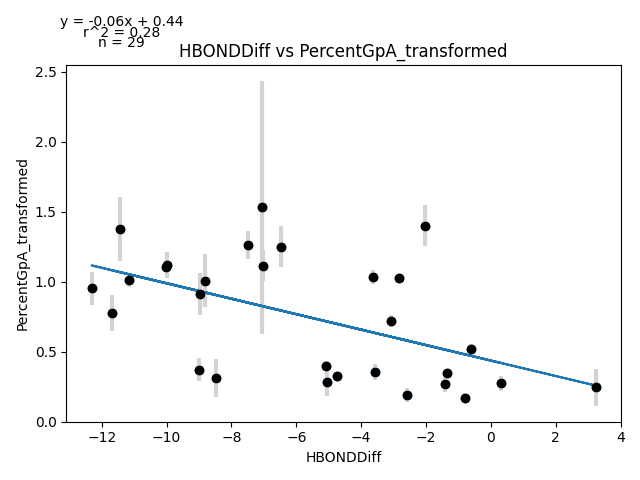 y = -0.06x + 0.44
r^2 = 0.28
n = 29
HBONDDiff vs PercentGpA_transformed
2.5
2.0
1.5
1.0
0.5
0.0
PercentGpA_transformed
−12
−10
−8
−6
−4
−2
0
2
4
HBONDDiff